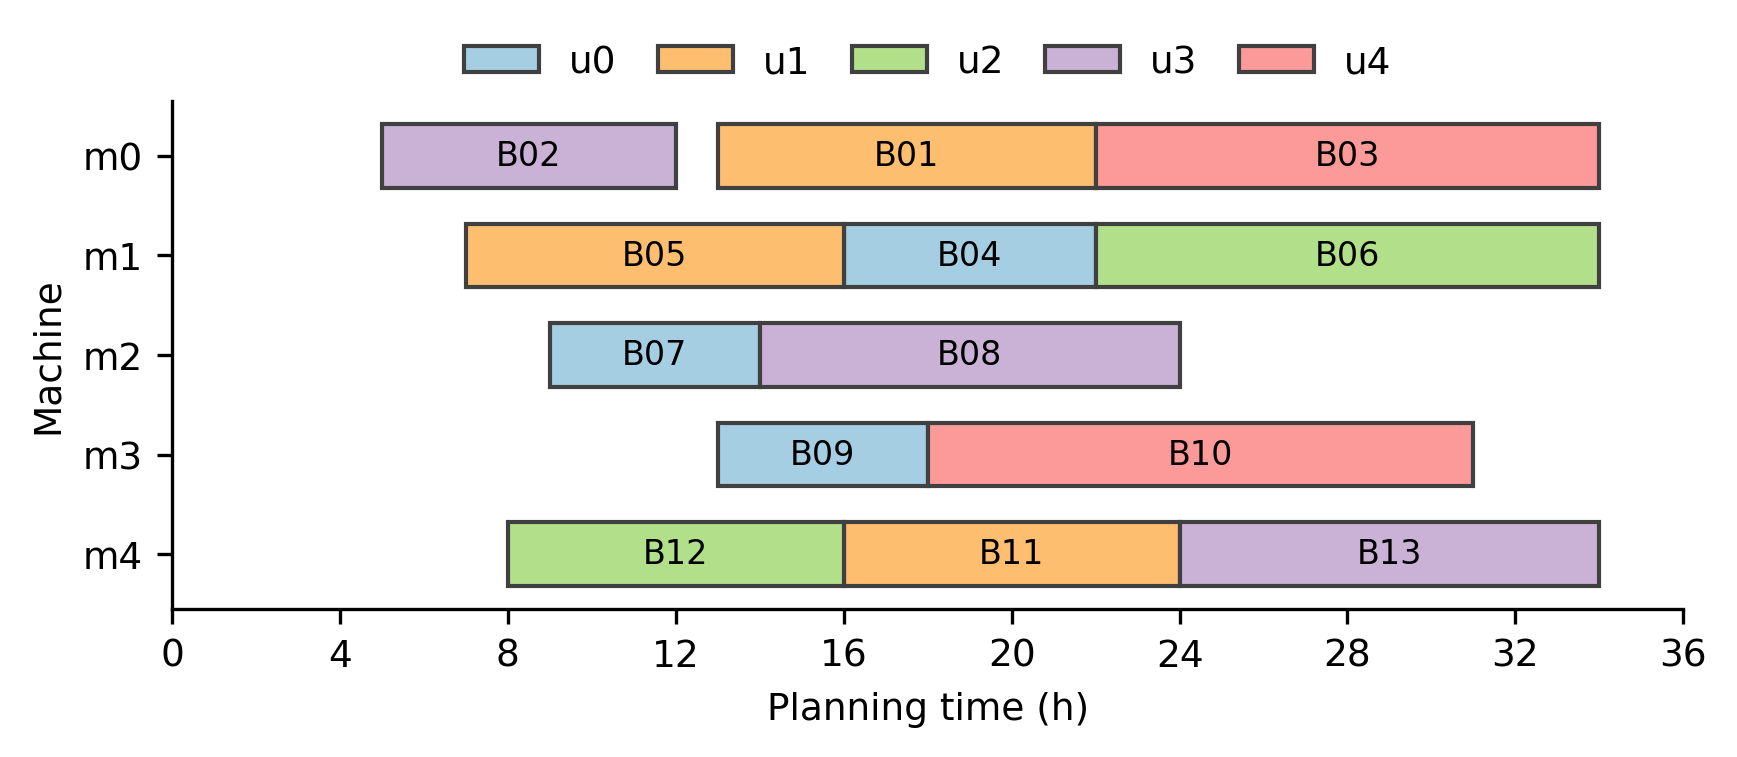 u0 u1 u2 u3 u4
m0 B02 B01 B03
m1 B05 B04 B06
m2 B07 B08
m3 B09 B10
m4 B12 B11 B13
Machine
0 4 8 12 16 20 24 28 32 36
Planning time (h)